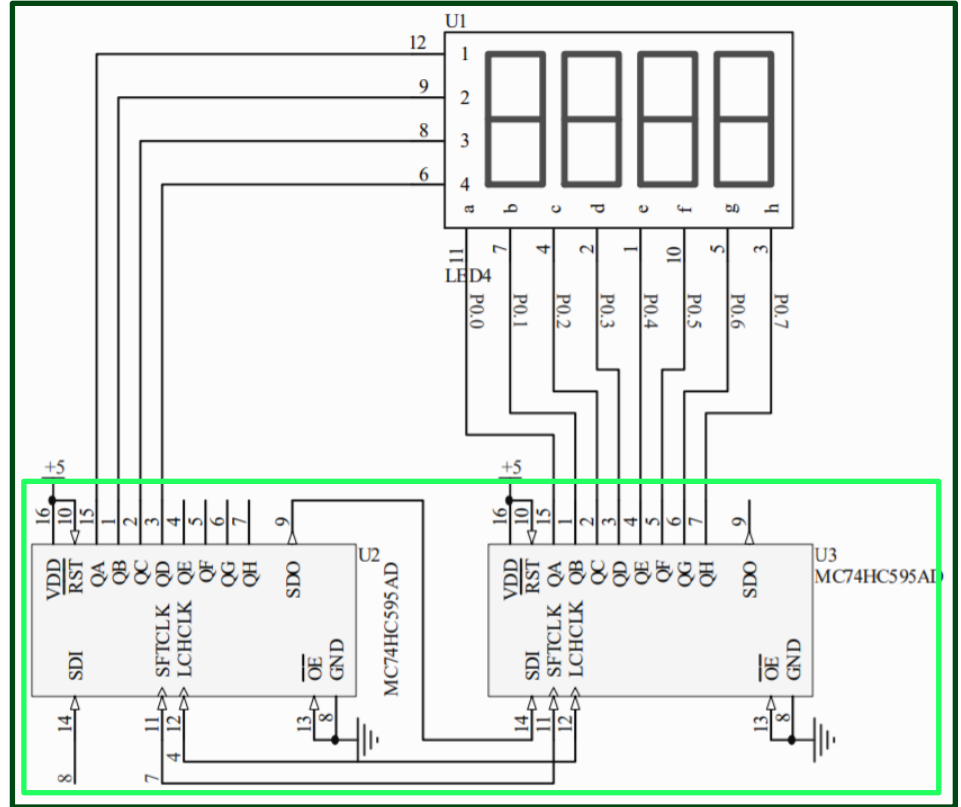 U1
12 1
9 2
8 3
6 4
a b c d e f g h
11 7 4 2 1 10 5 3
LED4
P0.0 P0.1 P0.2 P0.3 P0.4 P0.5 P0.6 P0.7
+5 +5
16 10 15 1 2 3 4 5 6 7 9
VDD RST QA QB QC QD QE QF QG QH SDO
U2
MC74HC595AD
SDI SFTCLK LCHCLK OE GND
14 11 12 13 8
8 7 4
16 10 15 1 2 3 4 5 6 7 9
VDD RST QA QB QC QD QE QF QG QH SDO
U3
MC74HC595AD
SDI SFTCLK LCHCLK OE GND
14 11 12 13 8